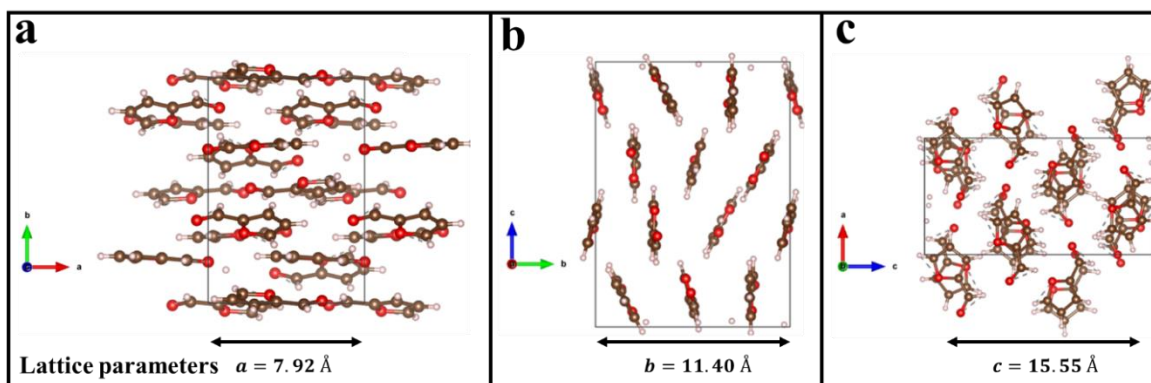 a
b
c
b
a
c
b
a
c
Lattice parameters a = 7.92 Å
b = 11.40 Å
c = 15.55 Å